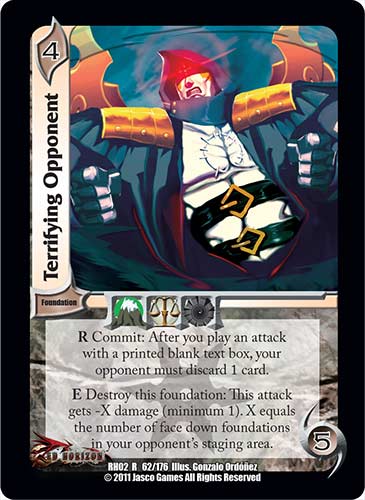 4
Terrifying Opponent
Foundation
R Commit: After you play an attack
with a printed blank text box, your
opponent must discard 1 card.
E Destroy this foundation: This attack
gets -X damage (minimum 1). X equals
the number of face down foundations
in your opponent's staging area.
5
RED HORIZON
RH02 R 62/176 Illus. Gonzalo Ordóñez
© 2011 Jasco Games All Rights Reserved